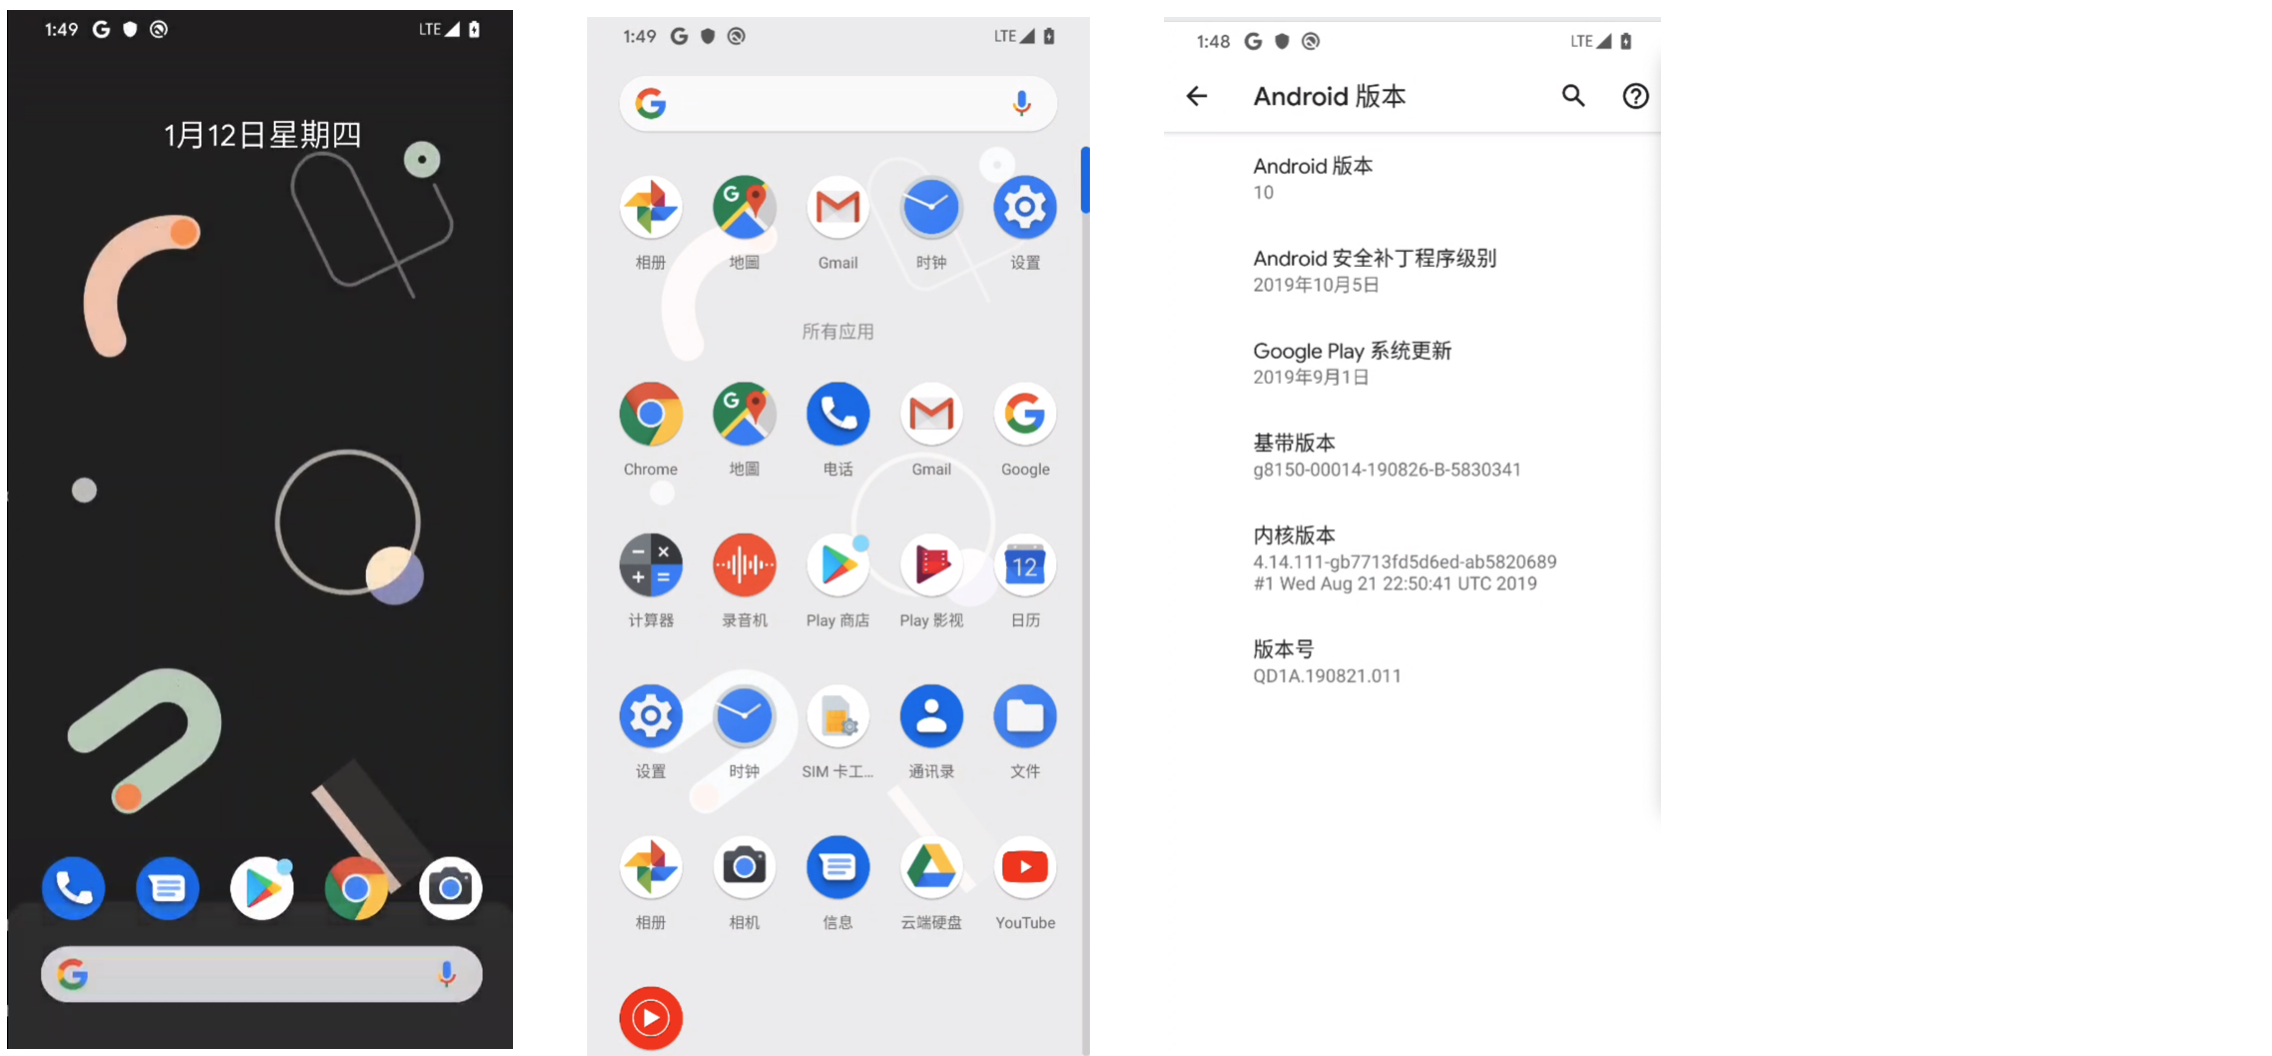 1:49
LTE
1月12日星期四
1:49
LTE
相册
地圖
Gmail
时钟
设置
所有应用
Chrome
地圖
电话
Gmail
Google
计算器
录音机
Play 商店
Play 影视
12
日历
设置
时钟
SIM 卡工...
通讯录
文件
相册
相机
信息
云端硬盘
YouTube
1:48
LTE
Android 版本
Android 版本
10
Android 安全补丁程序级别
2019年10月5日
Google Play 系统更新
2019年9月1日
基带版本
g8150-00014-190826-B-5830341
内核版本
4.14.111-gb7713fd5d6ed-ab5820689
#1 Wed Aug 21 22:50:41 UTC 2019
版本号
QD1A.190821.011